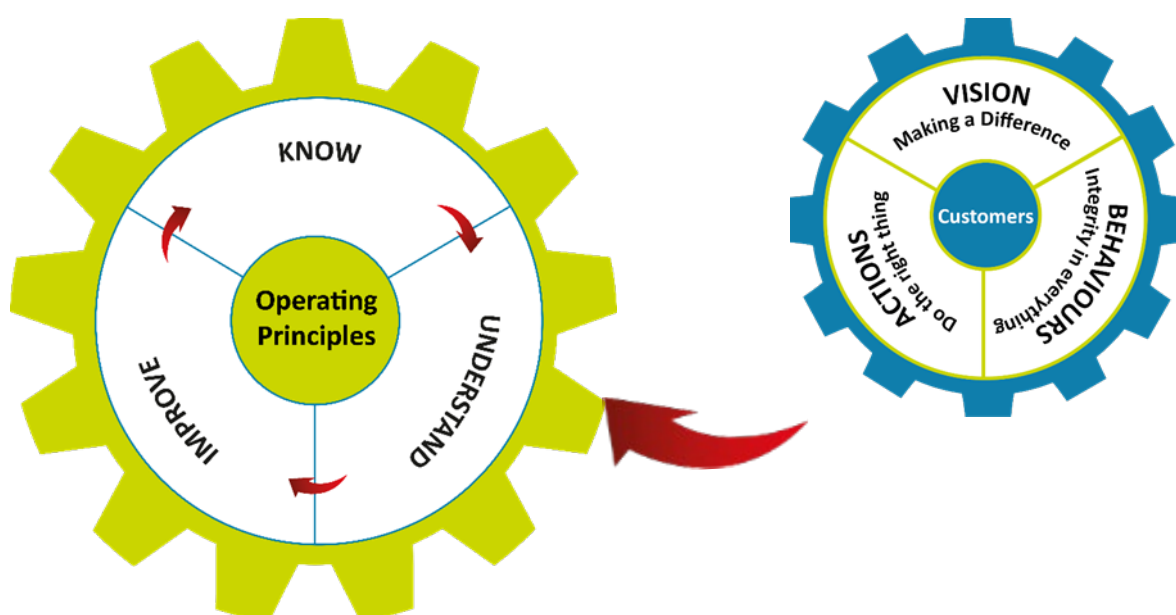 KNOW
UNDERSTAND
IMPROVE
Operating
Principles
VISION
Making a Difference
BEHAVIOURS
Integrity in everything
ACTIONS
Do the right thing
Customers